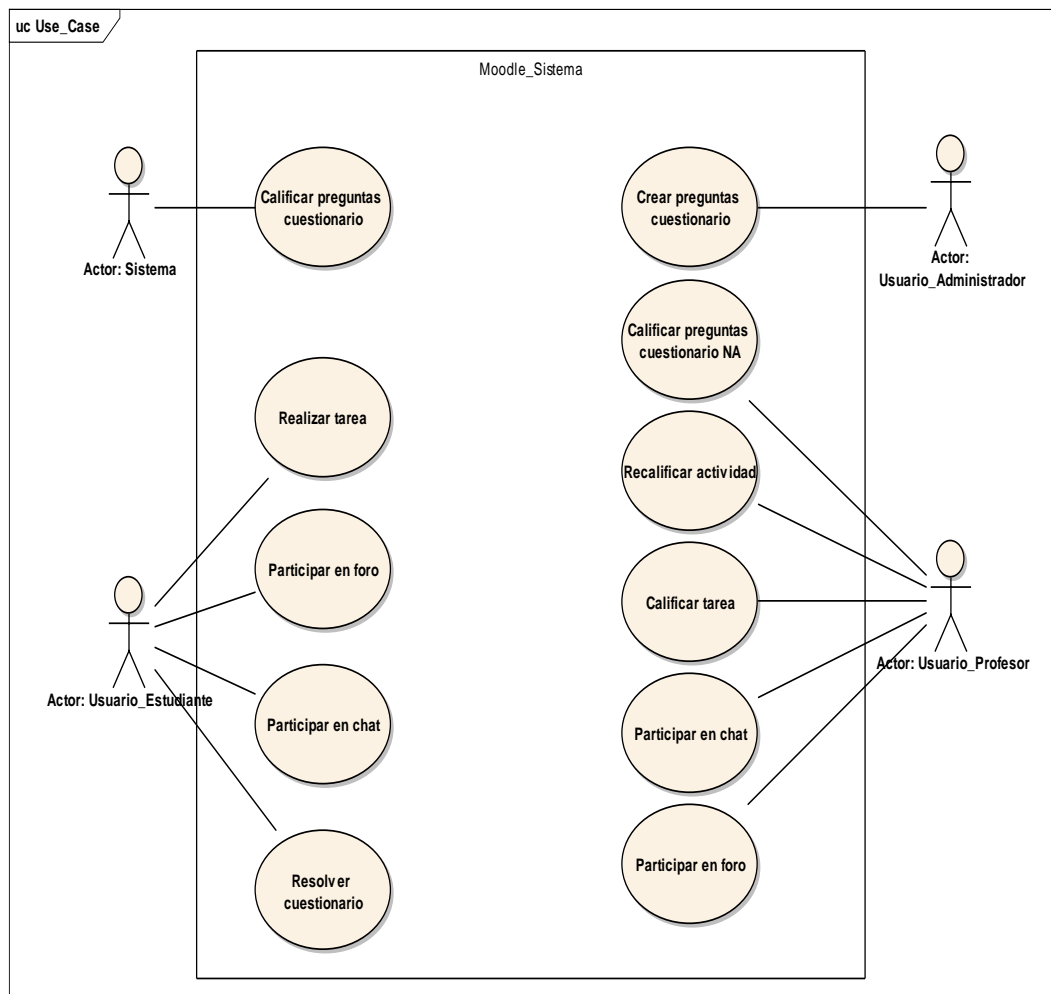 uc Use_Case
Moodle_Sistema
Calificar preguntas
cuestionario
Actor: Sistema
Crear preguntas
cuestionario
Actor:
Usuario_Administrador
Calificar preguntas
cuestionario NA
Realizar tarea
Recalificar actividad
Participar en foro
Calificar tarea
Actor: Usuario_Estudiante
Actor: Usuario_Profesor
Participar en chat
Participar en chat
Resolver
cuestionario
Participar en foro